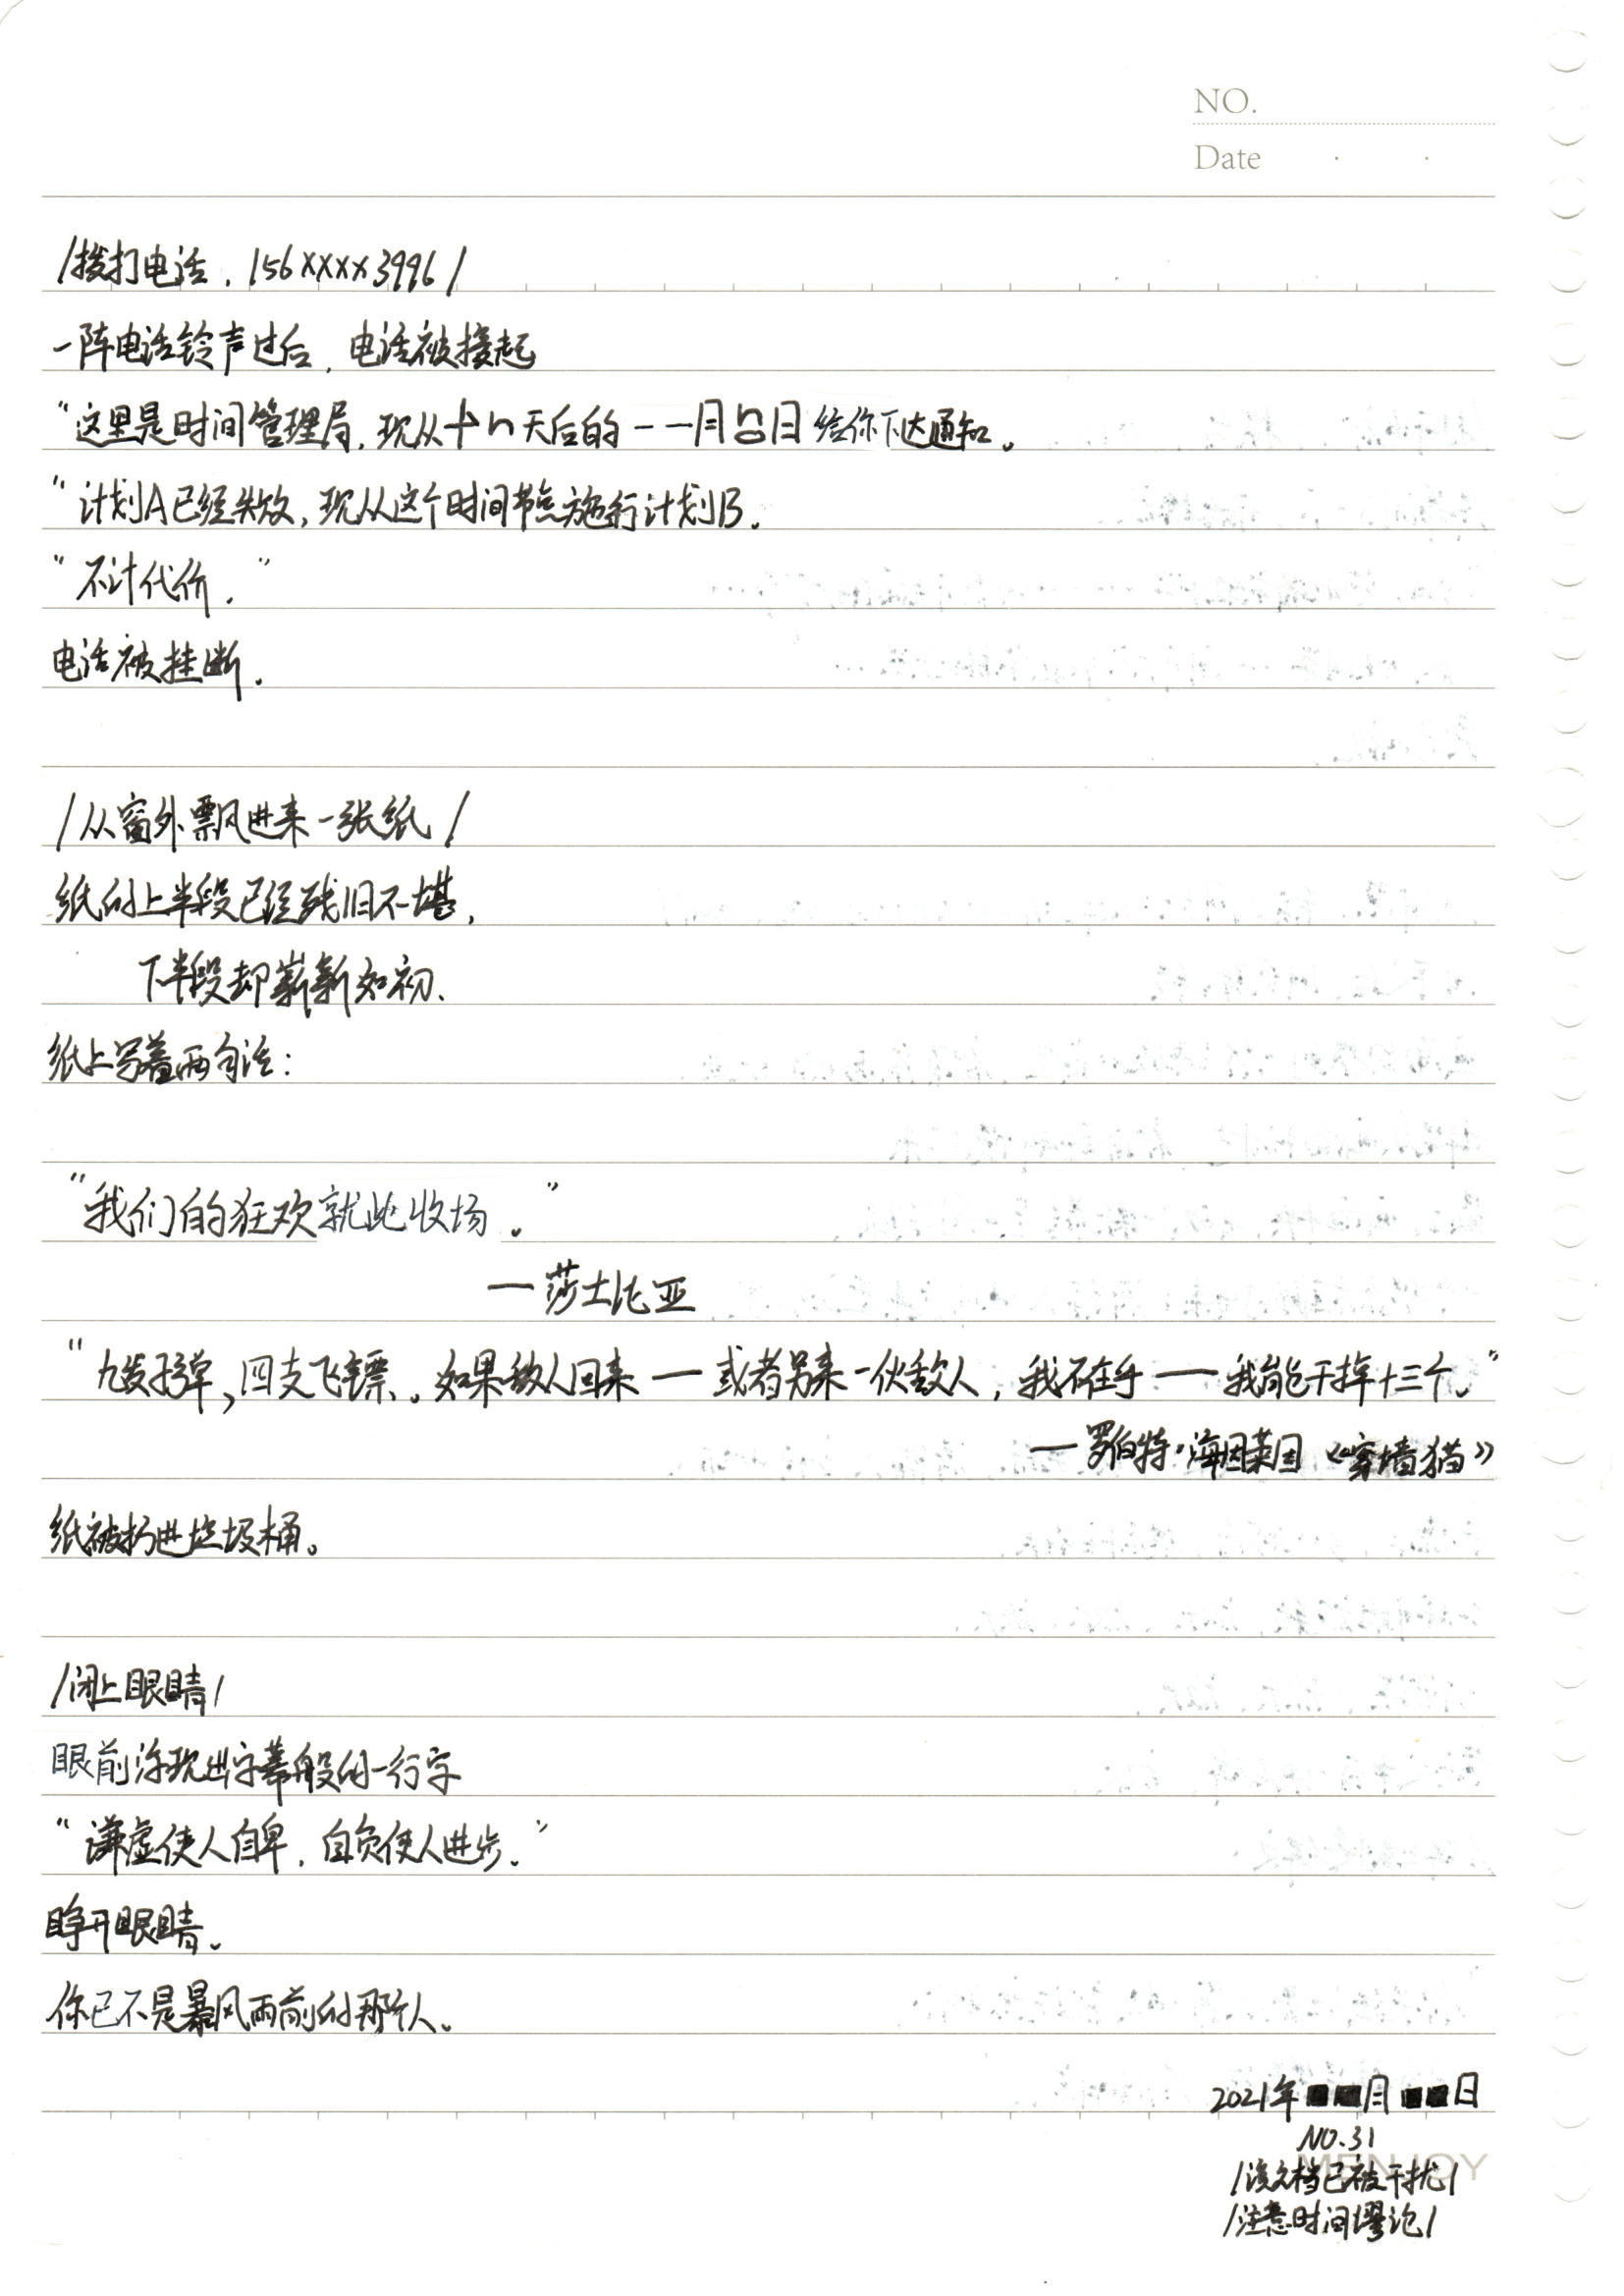 NO.
Date
/拨打电话，156xxxx3996/
一阵电话铃声过后，电话被接起
“这里是时间管理局，现从十 天后的一一月 日给你下达通知。
“计划A已经失效，现从这个时间节点施行计划B。
“不计代价。”
电话被挂断。
/从窗外飘进来一张纸/
纸的上半段已经残旧不堪，
下半段却崭新如初、
纸上写着两句话：
“我们的狂欢就此收场。”
—莎士比亚
“九发子弹，四支飞镖、。如果敌人回来—或者另来一伙敌人，我不在乎—我能干掉十三个。”
—罗伯特·海因莱因《穿墙猫》
纸被扔进垃圾桶。
/闭上眼睛/
眼前浮现出字幕般的一行字
“谦虚使人自卑，自负使人进步。”
睁开眼睛。
你已不是暴风雨前的那个人。
2021年■■月■■日
NO.31
MENJOY
/该文档已被干扰/
/注意时间谬论/